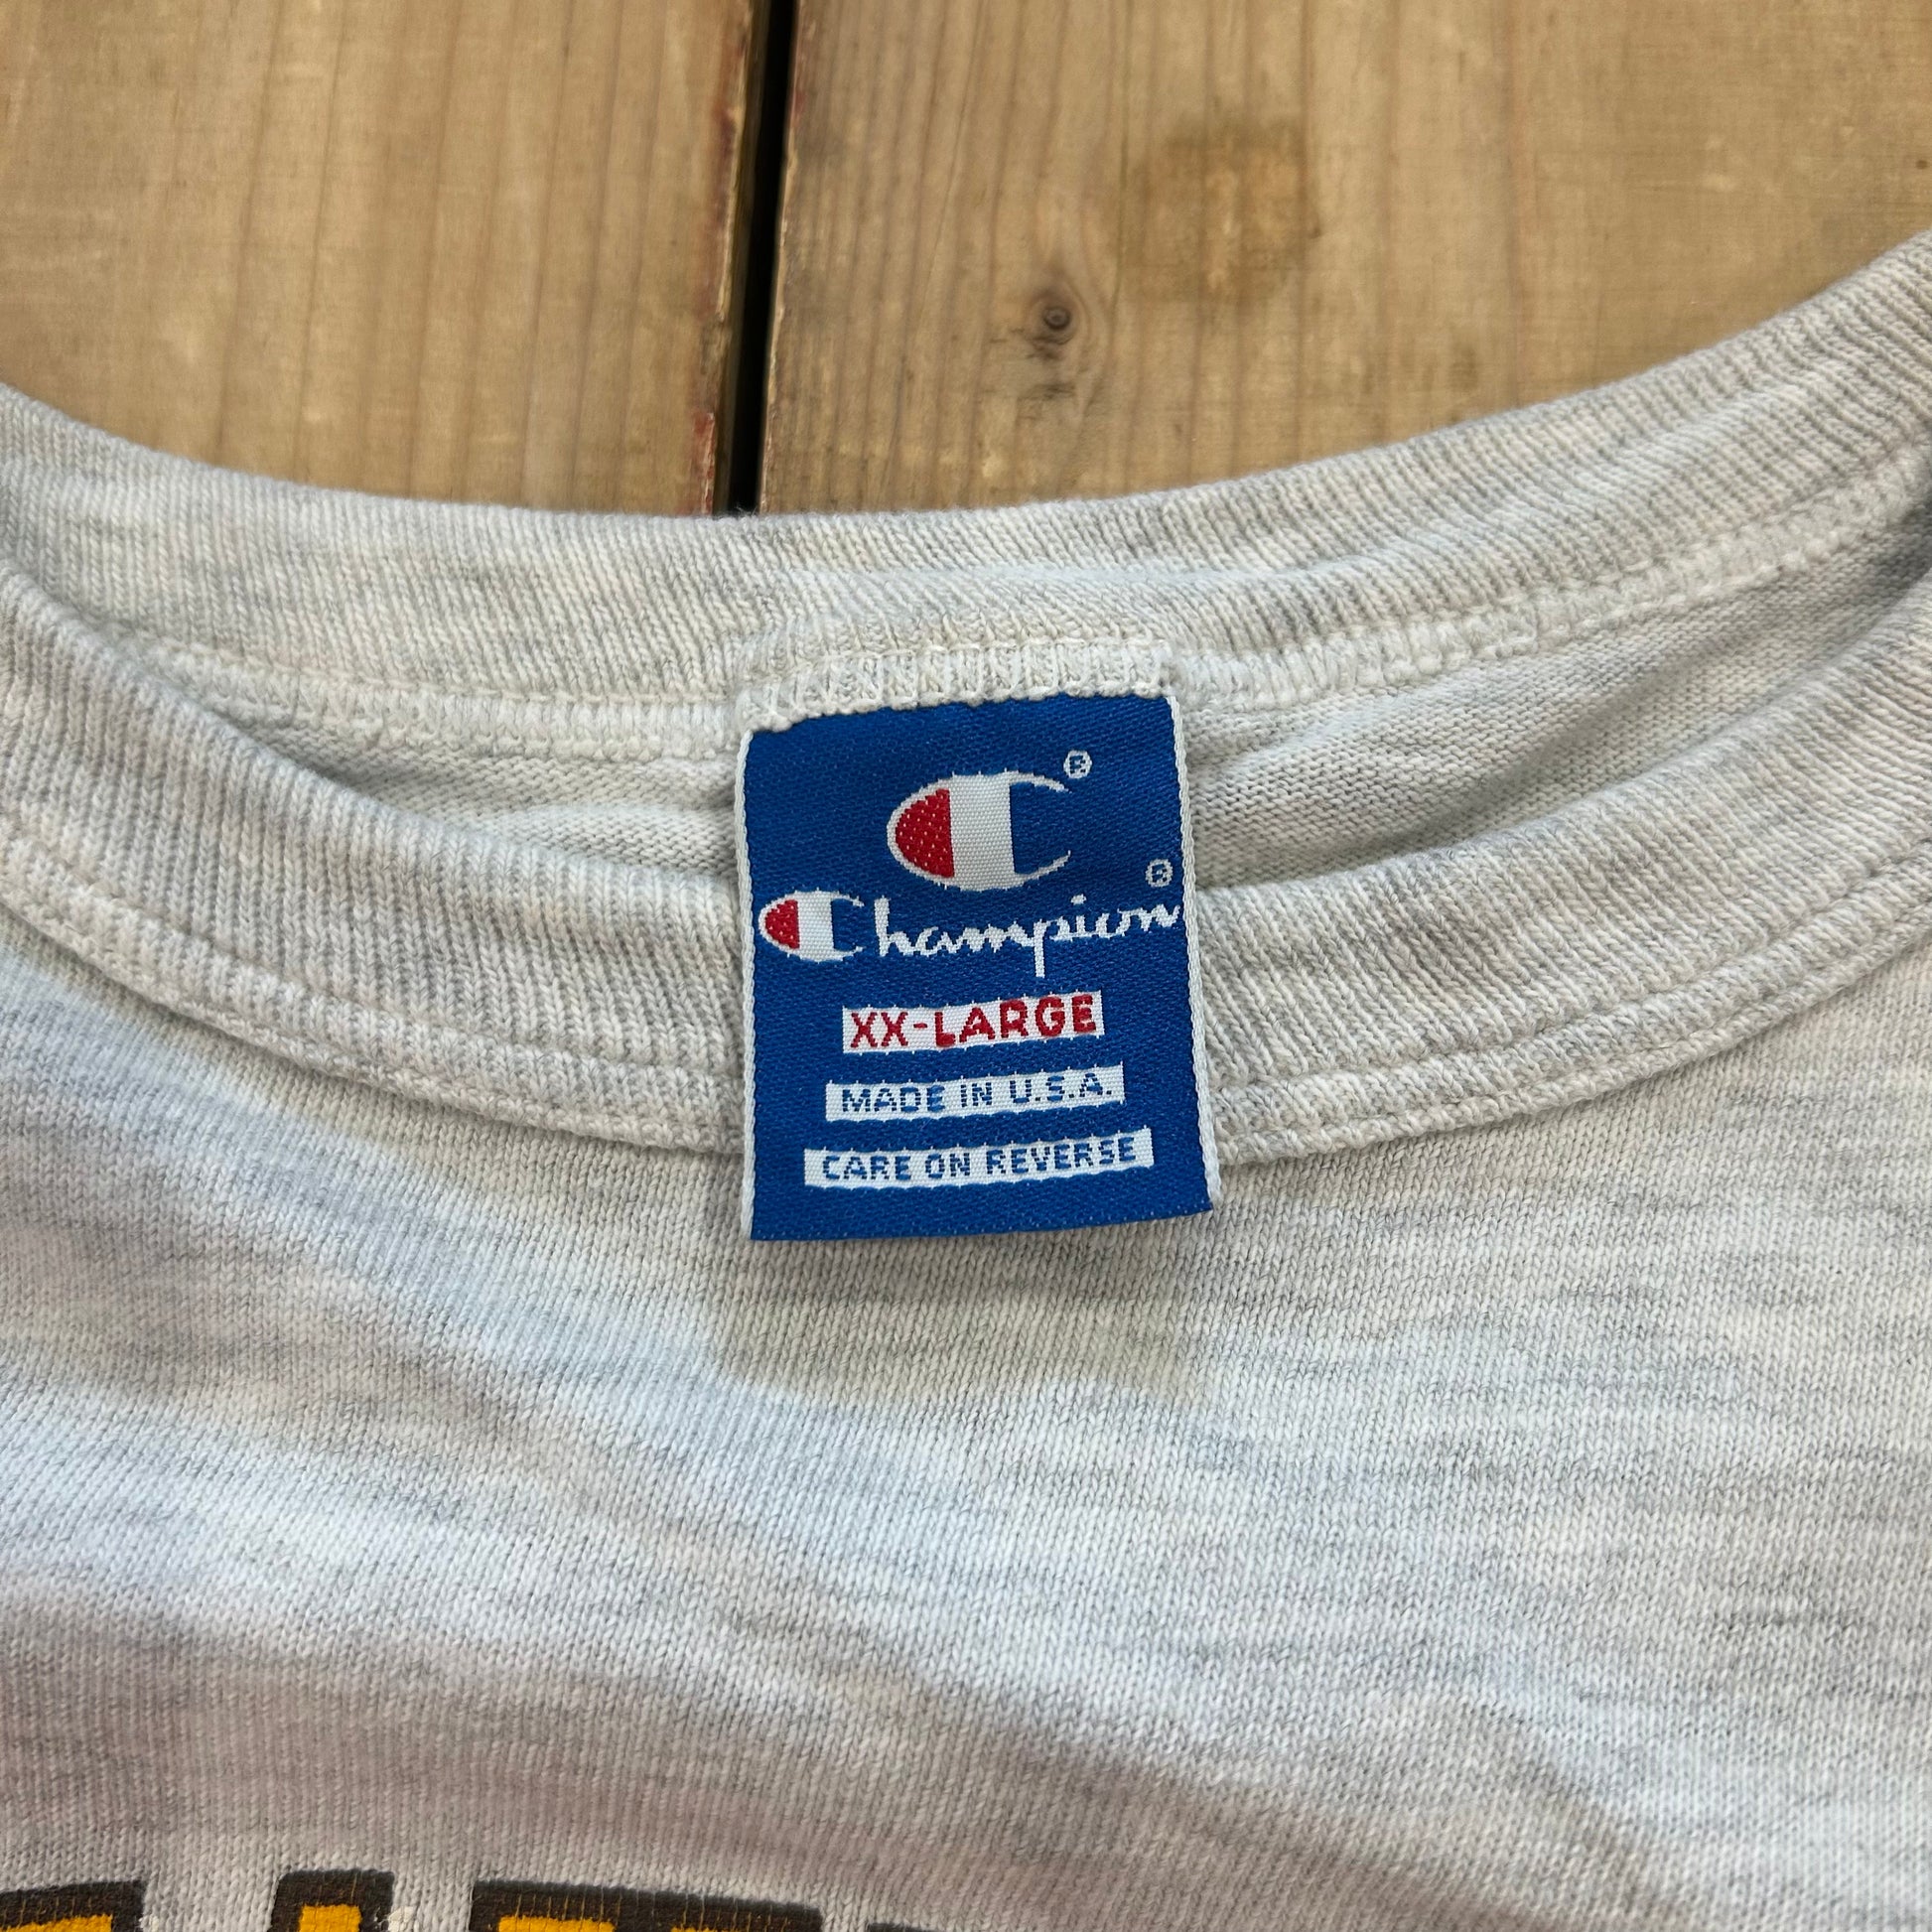 C®
Champion®
XX-LARGE
MADE IN U.S.A.
CARE ON REVERSE